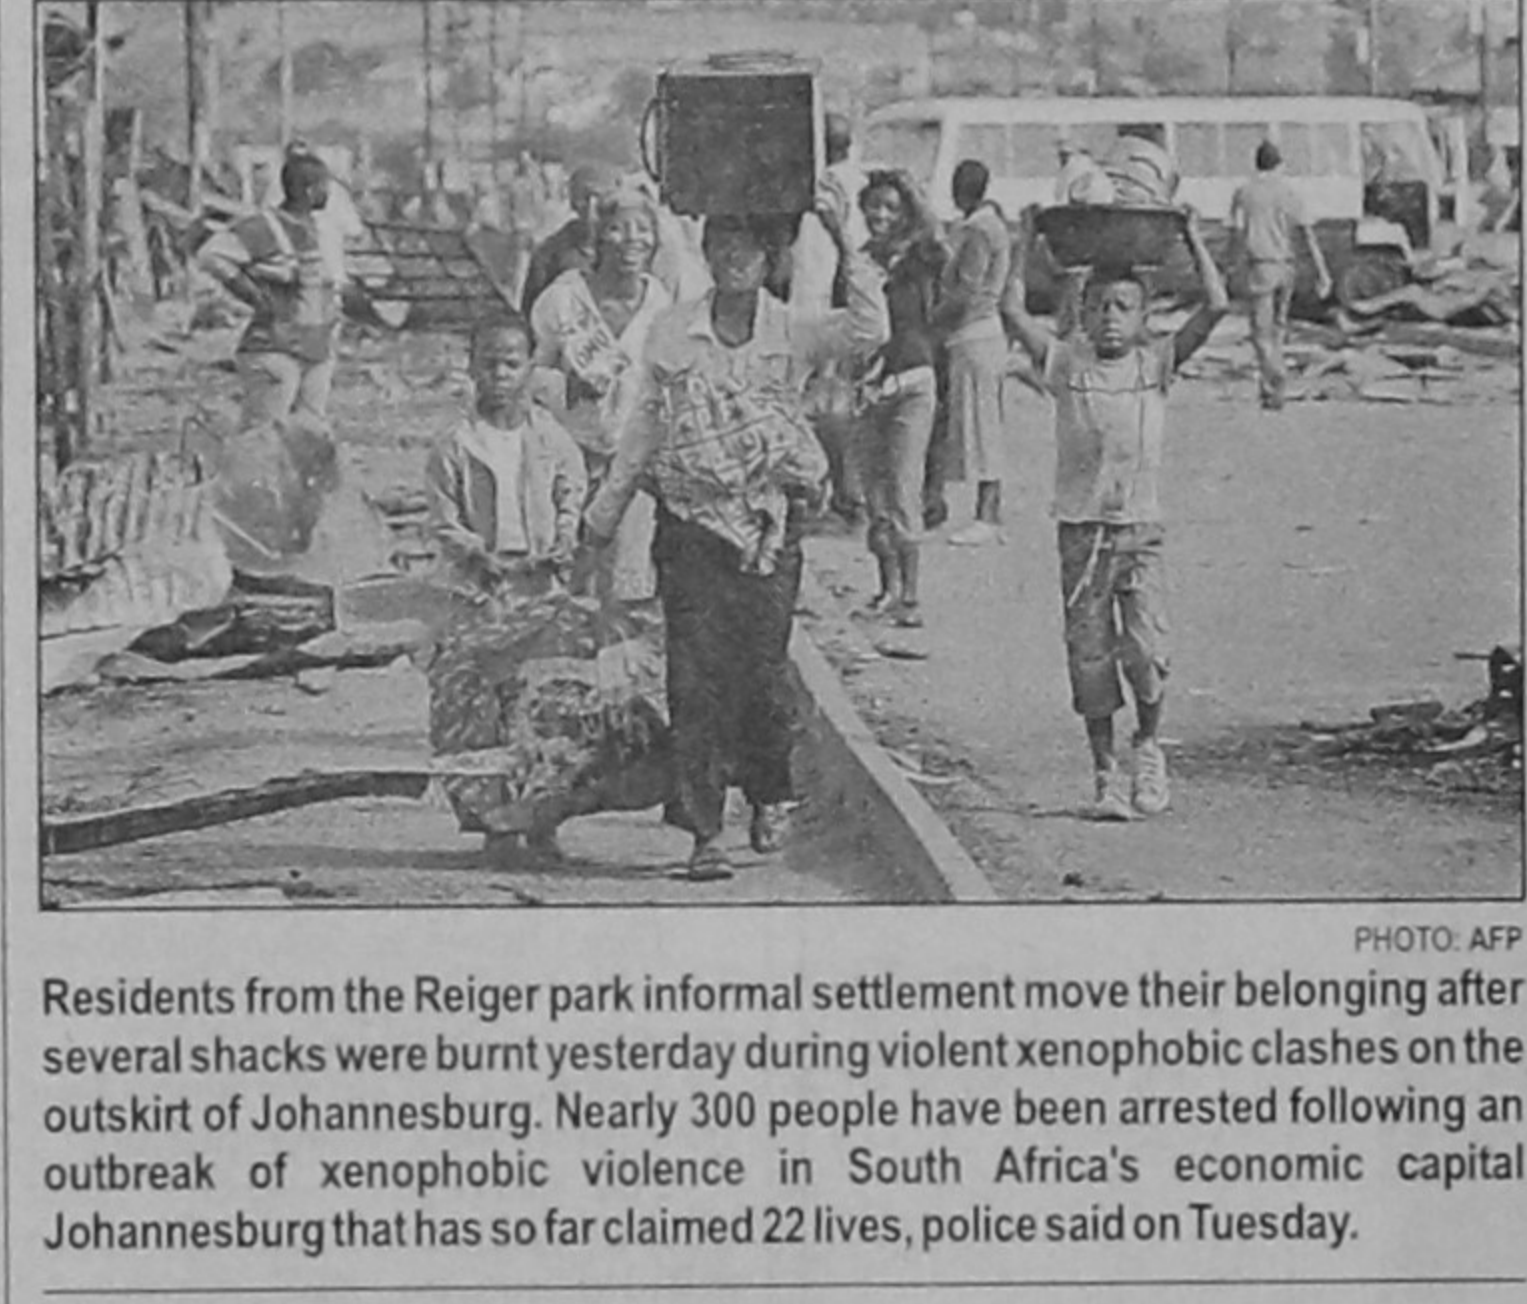 PHOTO: AFP
Residents from the Reiger park informal settlement move their belonging after
several shacks were burnt yesterday during violent xenophobic clashes on the
outskirt of Johannesburg. Nearly 300 people have been arrested following an
outbreak of xenophobic violence in South Africa's economic capital
Johannesburg that has so far claimed 22 lives, police said on Tuesday.